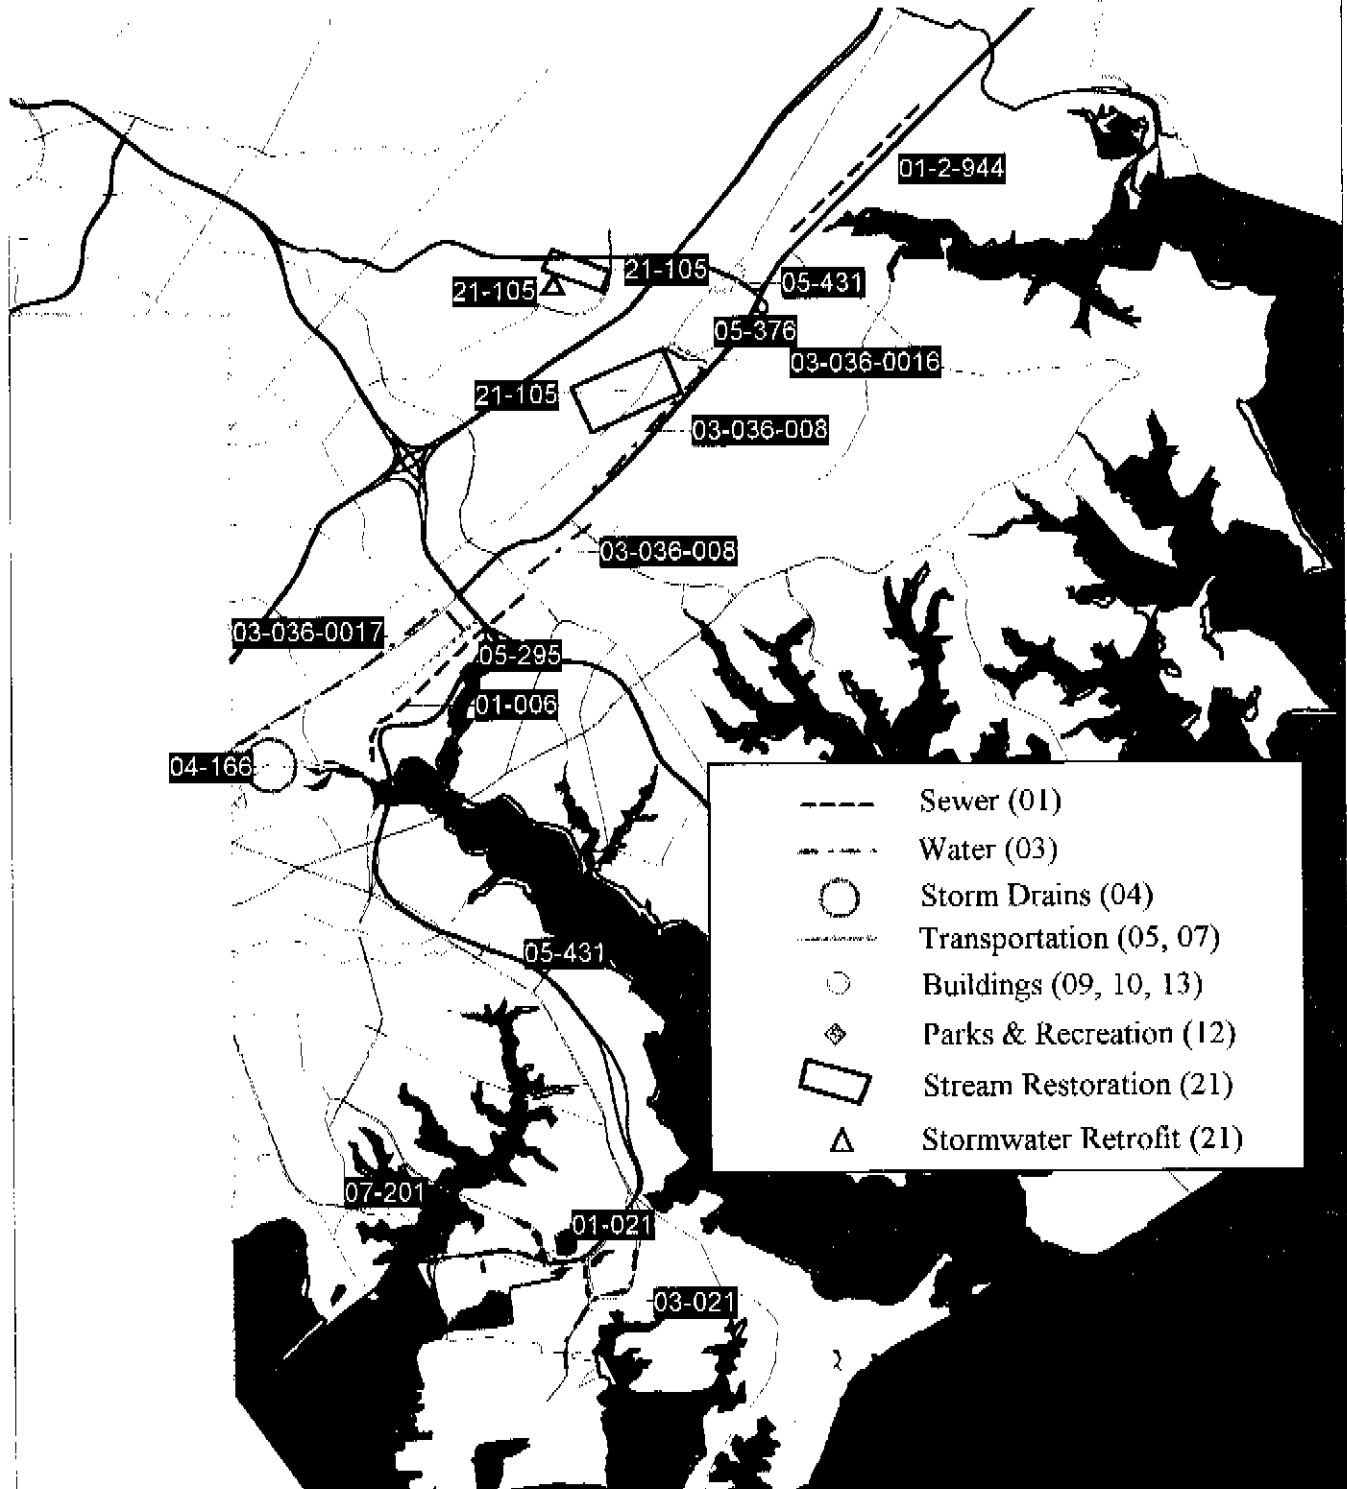 01-2-944
21-105
21-105
05-431
05-376
03-036-0016
21-105
03-036-008
03-036-008
03-036-0017
05-295
01-006
04-166
Sewer (01)
Water (03)
Storm Drains (04)
Transportation (05, 07)
05-431
Buildings (09, 10, 13)
Parks & Recreation (12)
Stream Restoration (21)
Stormwater Retrofit (21)
07-201
01-021
03-021